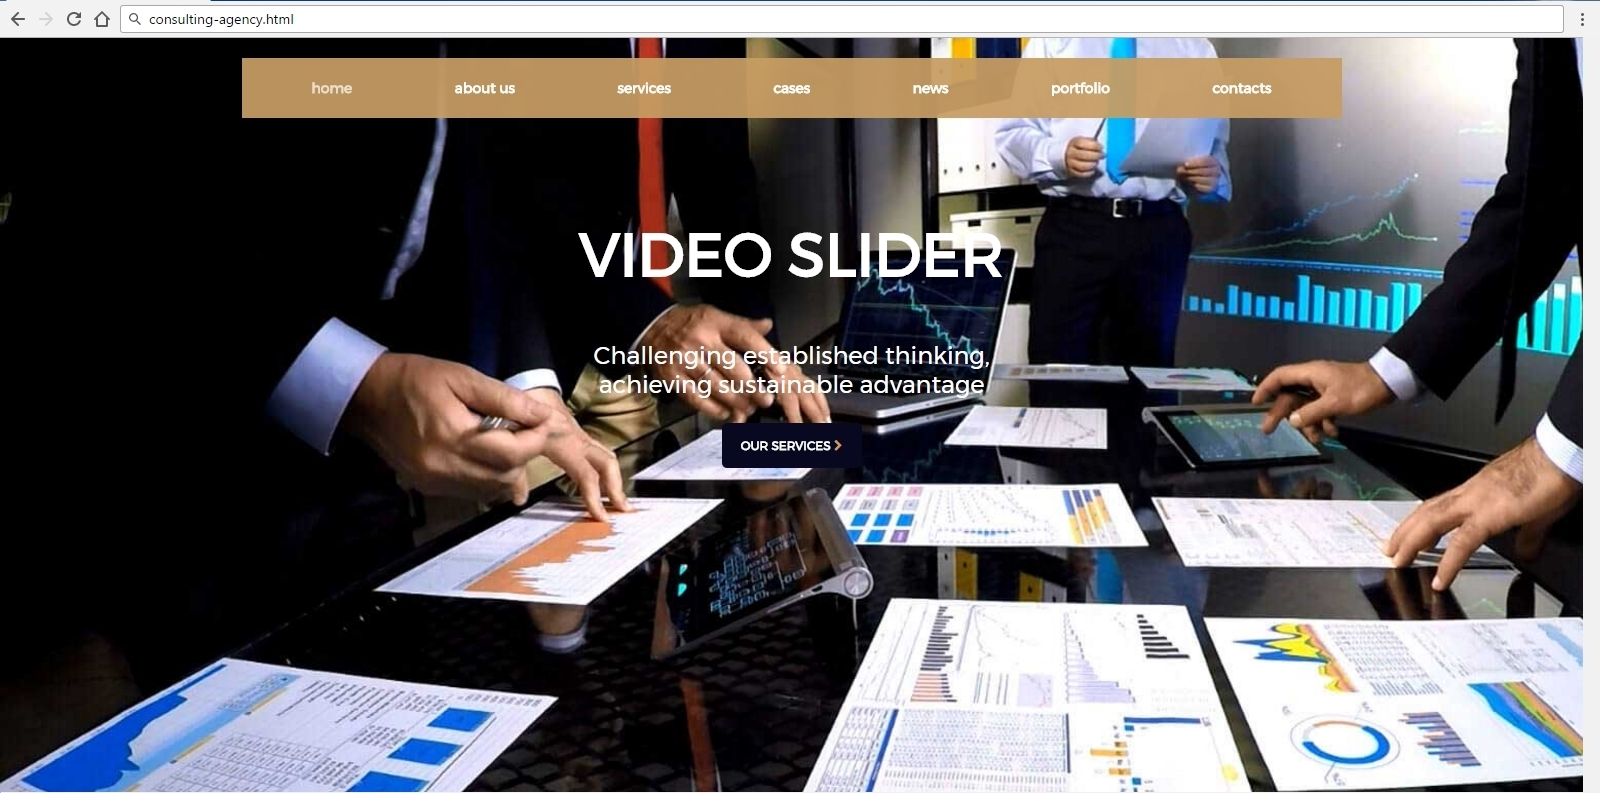 consulting-agency.html
home about us services cases news portfolio contacts
VIDEO SLIDER
Challenging established thinking,
achieving sustainable advantage
OUR SERVICES